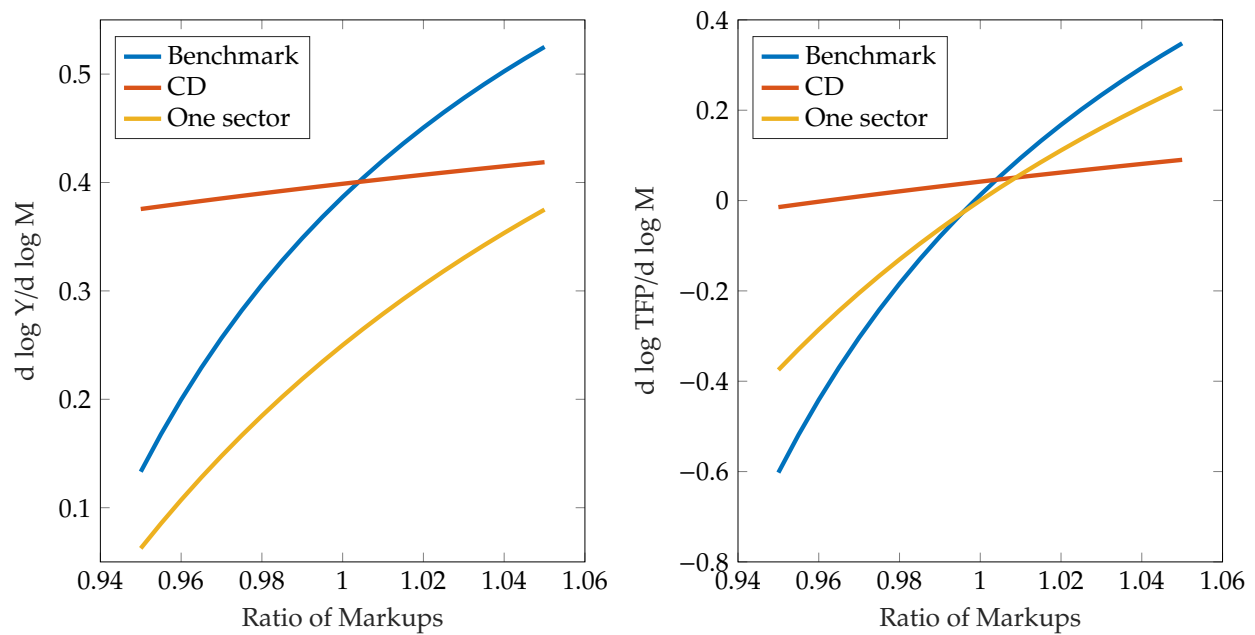 Benchmark
CD
One sector
0.5
0.4
0.3
0.2
0.1
d log Y/d log M
0.94 0.96 0.98 1 1.02 1.04 1.06
Ratio of Markups
Benchmark
CD
One sector
0.4
0.2
0
−0.2
−0.4
−0.6
−0.8
d log TFP/d log M
0.94 0.96 0.98 1 1.02 1.04 1.06
Ratio of Markups